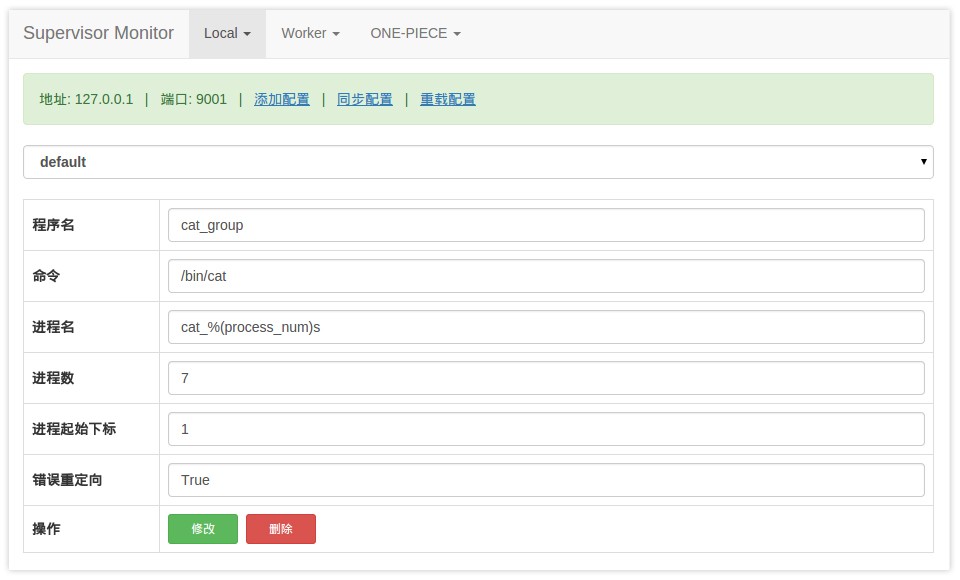 Supervisor Monitor Local Worker ONE-PIECE
地址: 127.0.0.1 | 端口: 9001 | 添加配置 | 同步配置 | 重载配置
default
程序名 cat_group
命令 /bin/cat
进程名 cat_%(process_num)s
进程数 7
进程起始下标 1
错误重定向 True
操作 修改 删除